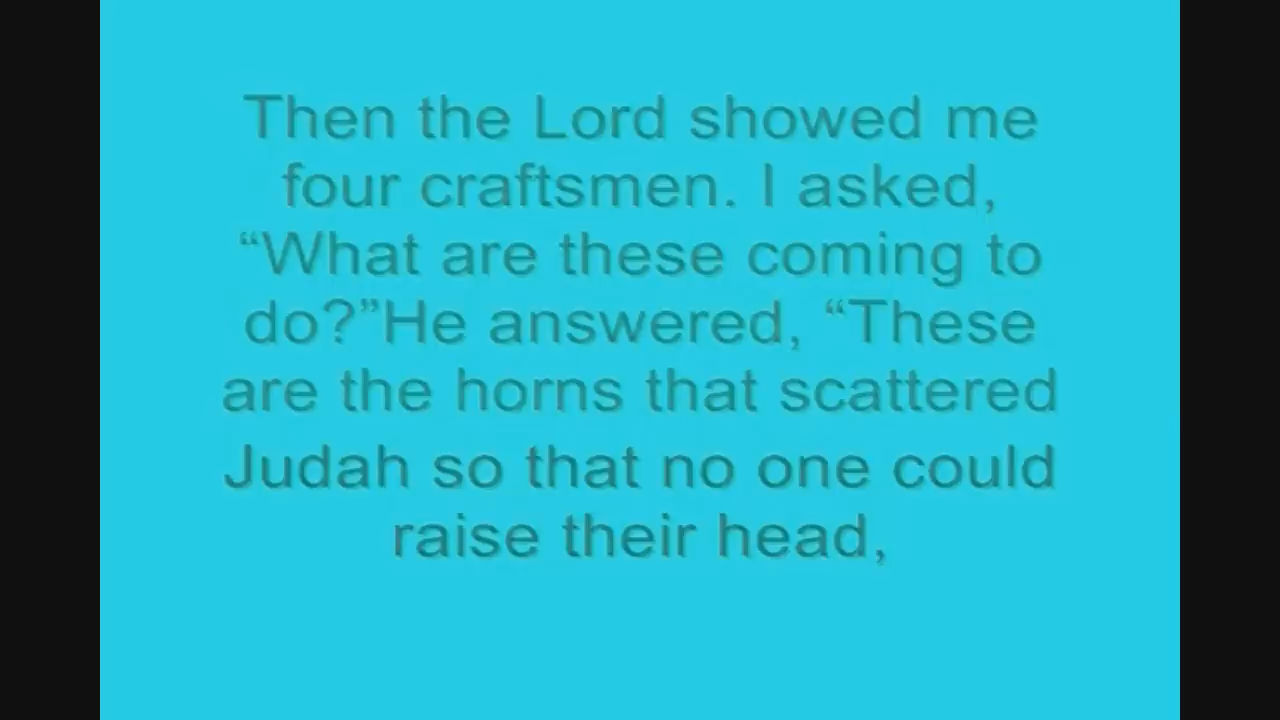 Then the Lord showed me
four craftsmen. I asked,
“What are these coming to
do?”He answered, “These
are the horns that scattered
Judah so that no one could
raise their head,